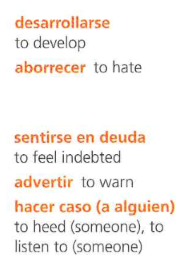 desarrollarse
to develop
aborrecer to hate
sentirse en deuda
to feel indebted
advertir to warn
hacer caso (a alguien)
to heed (someone), to
listen to (someone)